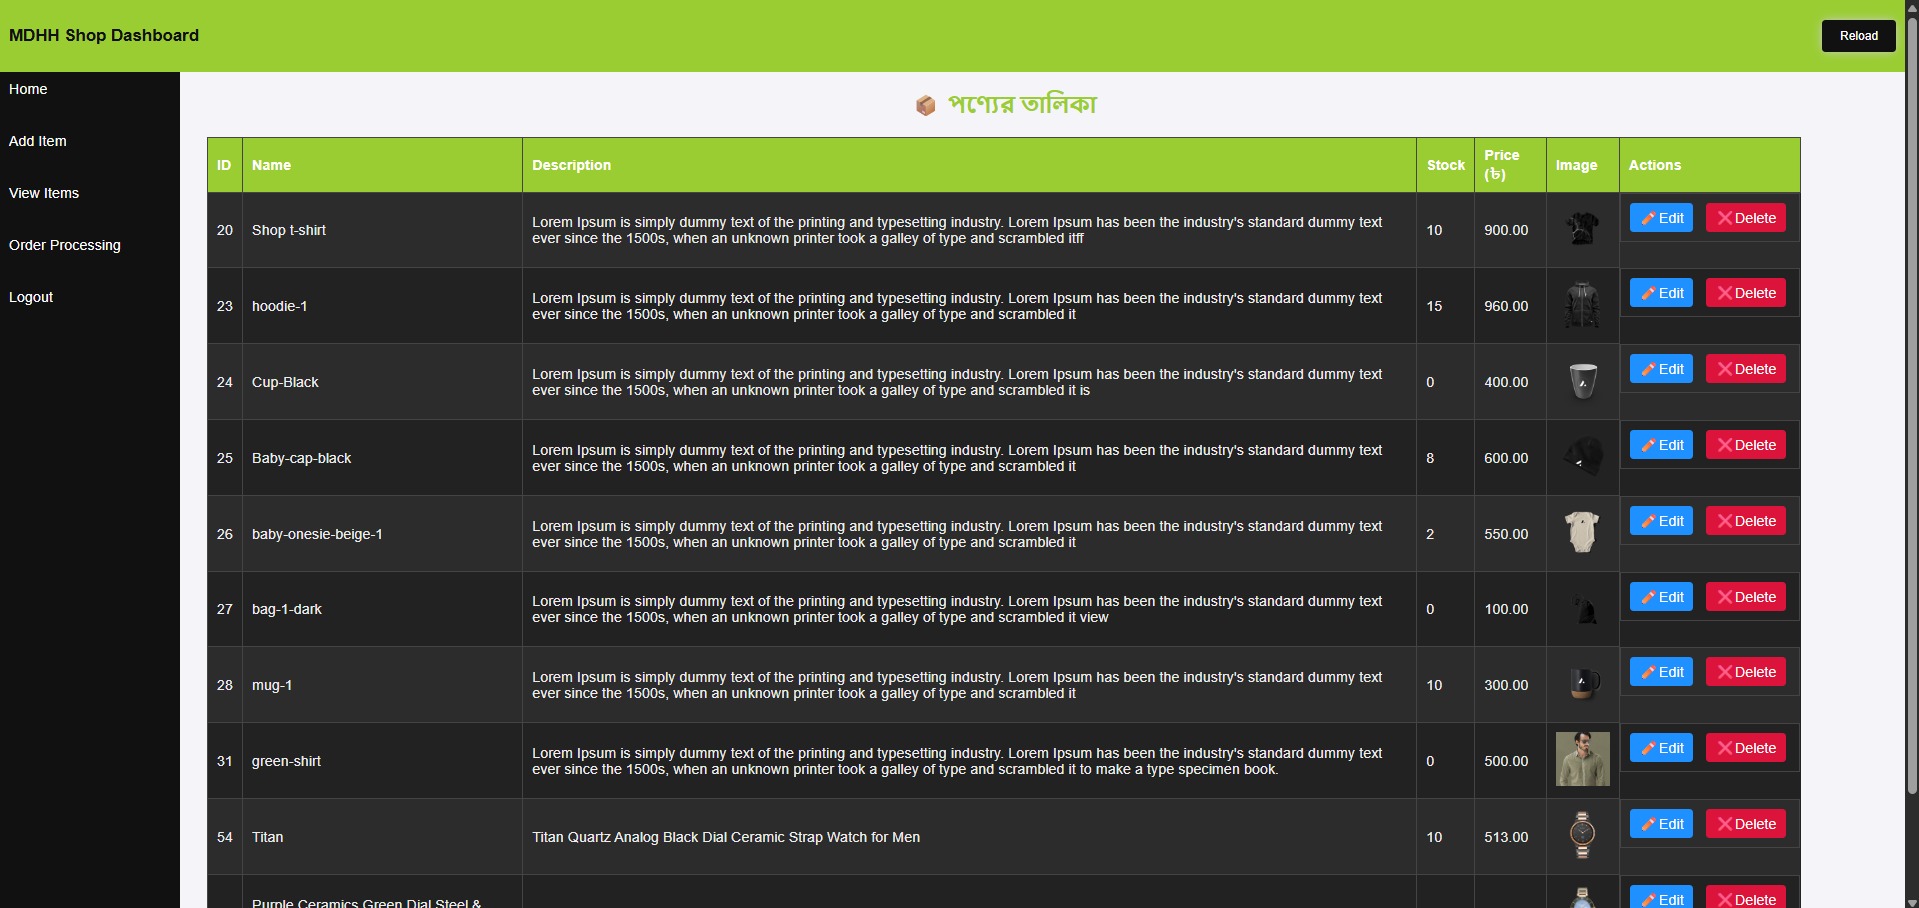 MDHH Shop Dashboard
Reload
Home
Add Item
View Items
Order Processing
Logout
📦 পণ্যের তালিকা
ID Name Description Stock Price (৳) Image Actions
20 Shop t-shirt Lorem Ipsum is simply dummy text of the printing and typesetting industry. Lorem Ipsum has been the industry's standard dummy text
ever since the 1500s, when an unknown printer took a galley of type and scrambled itff 10 900.00 Edit Delete
23 hoodie-1 Lorem Ipsum is simply dummy text of the printing and typesetting industry. Lorem Ipsum has been the industry's standard dummy text
ever since the 1500s, when an unknown printer took a galley of type and scrambled it 15 960.00 Edit Delete
24 Cup-Black Lorem Ipsum is simply dummy text of the printing and typesetting industry. Lorem Ipsum has been the industry's standard dummy text
ever since the 1500s, when an unknown printer took a galley of type and scrambled it is 0 400.00 Edit Delete
25 Baby-cap-black Lorem Ipsum is simply dummy text of the printing and typesetting industry. Lorem Ipsum has been the industry's standard dummy text
ever since the 1500s, when an unknown printer took a galley of type and scrambled it 8 600.00 Edit Delete
26 baby-onesie-beige-1 Lorem Ipsum is simply dummy text of the printing and typesetting industry. Lorem Ipsum has been the industry's standard dummy text
ever since the 1500s, when an unknown printer took a galley of type and scrambled it 2 550.00 Edit Delete
27 bag-1-dark Lorem Ipsum is simply dummy text of the printing and typesetting industry. Lorem Ipsum has been the industry's standard dummy text
ever since the 1500s, when an unknown printer took a galley of type and scrambled it view 0 100.00 Edit Delete
28 mug-1 Lorem Ipsum is simply dummy text of the printing and typesetting industry. Lorem Ipsum has been the industry's standard dummy text
ever since the 1500s, when an unknown printer took a galley of type and scrambled it 10 300.00 Edit Delete
31 green-shirt Lorem Ipsum is simply dummy text of the printing and typesetting industry. Lorem Ipsum has been the industry's standard dummy text
ever since the 1500s, when an unknown printer took a galley of type and scrambled it to make a type specimen book. 0 500.00 Edit Delete
54 Titan Titan Quartz Analog Black Dial Ceramic Strap Watch for Men 10 513.00 Edit Delete
Purple Ceramics Green Dial Steel & Edit Delete